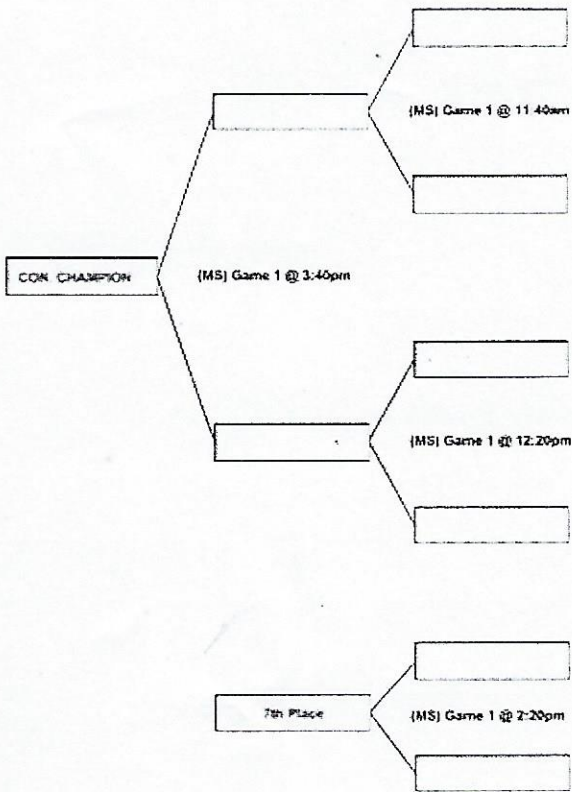 (MS) Game 1 @ 11:40am
CON. CHAMPION
(MS) Game 1 @ 3:40pm
(MS) Game 1 @ 12:20pm
7th Place
(MS) Game 1 @ 2:20pm